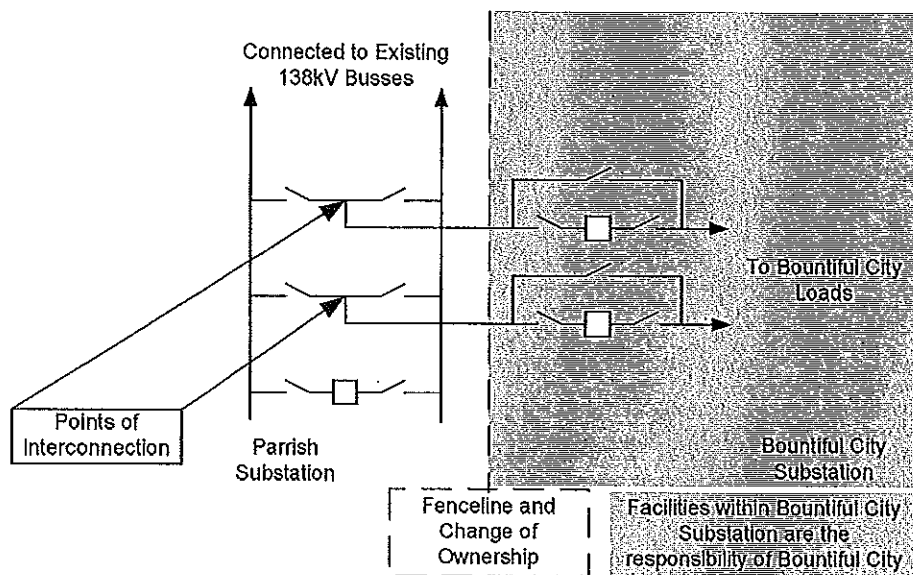 Connected to Existing
138kV Busses
To Bountiful City
Loads
Points of
Interconnection
Parrish
Substation
Bountiful City
Substation
Fenceline and
Change of
Ownership
Facilities within Bountiful City
Substation are the
responsibility of Bountiful City